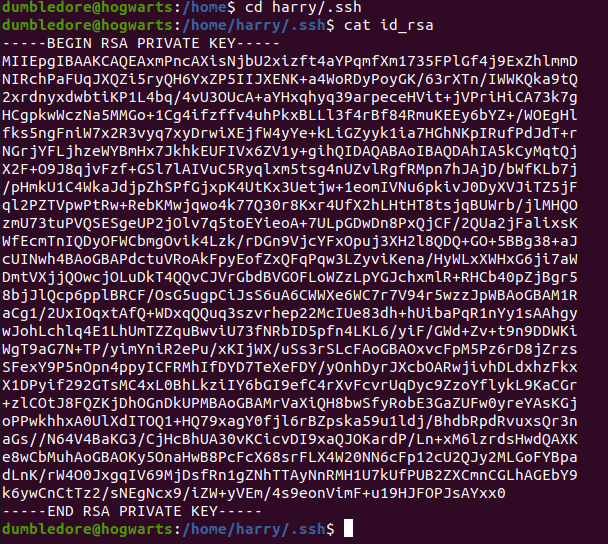 dumbledore@hogwarts:/home$ cd harry/.ssh
dumbledore@hogwarts:/home/harry/.ssh$ cat id_rsa
-----BEGIN RSA PRIVATE KEY-----
MIIEpgIBAAKCAQEAxmPncAXisNjbU2xizft4aYPqmfXm1735FPlGf4j9ExZhlmmD
NIRchPaFUqJXQZi5ryQH6YxZP5IIJXENK+a4WoRDyPoyGK/63rXTn/IWWKQka9tQ
2xrdnyxdwbtiKP1L4bq/4vU3OUcA+aYHxqhyq39arpeceHVit+jVPriHiCA73k7g
HCgpkwWczNa5MMGo+1Cg4ifzffv4uhPkxBLLl3f4rBf84RmuKEEy6bYZ+/WOEgHl
fks5ngFniW7x2R3vyq7xyDrwiXEjfW4yYe+kLiGZyyk1ia7HGhNKpIRufPdJdT+r
NGrjYFLjhzeWYBmHx7JkhkEUFIVx6ZV1y+gihQIDAQABAoIBAQDAhIA5kCyMqtQj
X2F+O9J8qjvFzf+GSl7lAIVuC5Ryqlxm5tsg4nUZvlRgfRMpn7hJAjD/bWfKLb7j
/pHmkU1C4WkaJdjpZhSPfGjxpK4UtKx3Uetjw+1eomIVNu6pkivJ0DyXVJiTZ5jF
ql2PZTVpwPtRw+RebKMwjqwo4k77Q30r8Kxr4UfX2hLHtHT8tsjqBUWrb/jlMHQO
zmU73tuPVQSESgeUP2jOlv7q5toEYieoA+7ULpGDwDn8PxQjCF/2QUa2jFalixsK
WfEcmTnIQDyOFWCbmgOvik4Lzk/rDGn9VjcYFxOpuj3XH2l8QDQ+GO+5BBg38+aJ
cUINwh4BAoGBAPdctuVRoAkFpyEofZxQFqPqw3LZyviKena/HyWLxXWHxG6ji7aW
DmtVXjjQOwcjOLuDkT4QQvCJVrGbdBVGOFLoWZzLpYGJchxmlR+RHCb40pZjBgr5
8bjJlQcp6pplBRCF/OsG5ugpCiJsS6uA6CWWXe6WC7r7V94r5wzzJpWBAoGBAM1R
aCg1/2UxIOqxtAfQ+WDxqQQuq3szvrhep22McIUe83dh+hUibaPqR1nYy1sAAhgy
wJohLchlq4E1LhUmTZZquBwviU73fNRbID5pfn4LKL6/yiF/GWd+Zv+t9n9DDWKi
WgT9aG7N+TP/yimYniR2ePu/xKIjWX/uSs3rSLcFAoGBAOxvcFpM5Pz6rD8jZrzs
SFexY9P5nOpn4ppyICFRMhIfDYD7TeXeFDY/yOnhDyrJXcbOARwjivhDLdxhzFkx
X1DPyif292GTsMC4xL0BhLkziIY6bGI9efC4rXvFcvrUqDyc9ZzoYflykL9KaCGr
+zlCOtJ8FQZKjDhOGnDkUPMBAoGBAMrVaXiQH8bwSfyRobE3GaZUFw0yreYAsKGj
oPPwkhhxA0UlXdITOQ1+HQ79xagY0fjl6rBZpska59u1ldj/BhdbRpdRvuxsQr3n
aGs//N64V4BaKG3/CjHcBhUA30vKCicvDI9xaQJOKardP/Ln+xM6lzrdsHwdQAXK
e8wCbMuhAoGBAOKy5OnaHwB8PcFcX68srFLX4W20NN6cFp12cU2QJy2MLGoFYBpa
dLnK/rW4O0JxgqIV69MjDsfRn1gZNhTTAyNnRMH1U7kUfPUB2ZXCmnCGLhAGEbY9
k6ywCnCtTz2/sNEgNcx9/iZW+yVEm/4s9eonVimF+u19HJFOPJsAYxx0
-----END RSA PRIVATE KEY-----
dumbledore@hogwarts:/home/harry/.ssh$